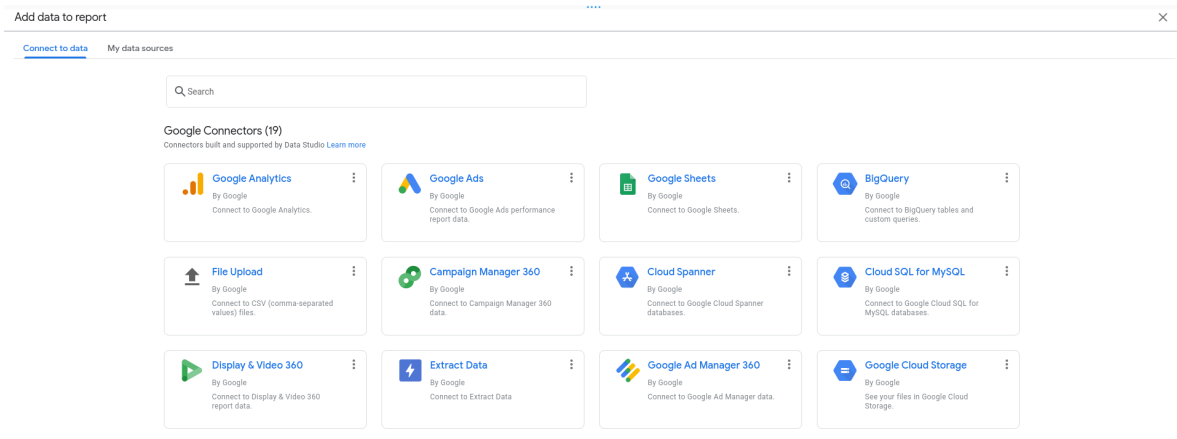 Add data to report
Connect to data My data sources
Search
Google Connectors (19)
Connectors built and supported by Data Studio Learn more
Google Analytics
By Google
Connect to Google Analytics.
Google Ads
By Google
Connect to Google Ads performance
report data.
Google Sheets
By Google
Connect to Google Sheets.
BigQuery
By Google
Connect to BigQuery tables and
custom queries.
File Upload
By Google
Connect to CSV (comma-separated
values) files.
Campaign Manager 360
By Google
Connect to Campaign Manager 360
data.
Cloud Spanner
By Google
Connect to Google Cloud Spanner
databases.
Cloud SQL for MySQL
By Google
Connect to Google Cloud SQL for
MySQL databases.
Display & Video 360
By Google
Connect to Display & Video 360
report data.
Extract Data
By Google
Connect to Extract Data
Google Ad Manager 360
By Google
Connect to Google Ad Manager data.
Google Cloud Storage
By Google
See your files in Google Cloud
Storage.